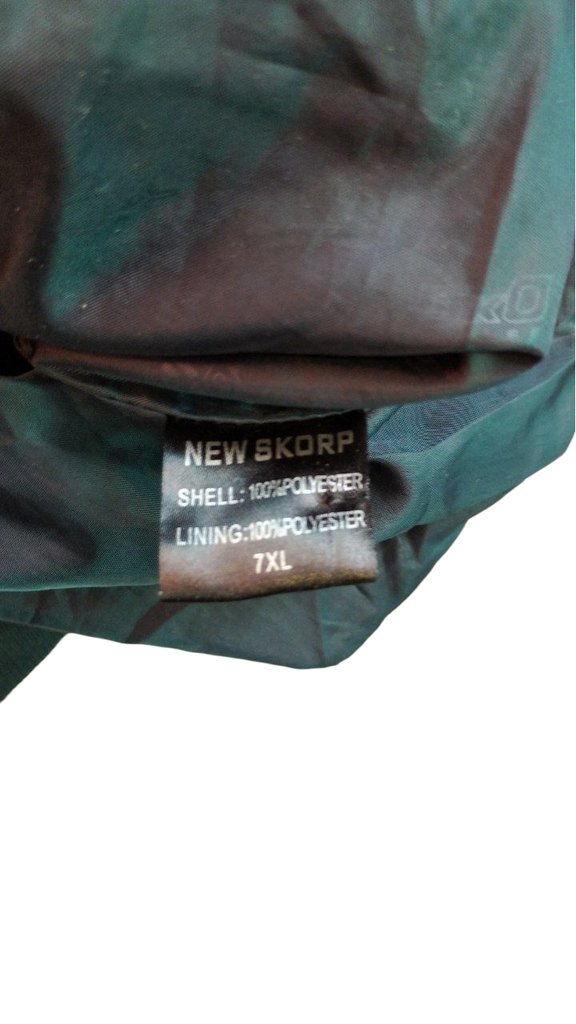 NEW SKORP
SHELL: 100%POLYESTER
LINING:100%POLYESTER
7XL